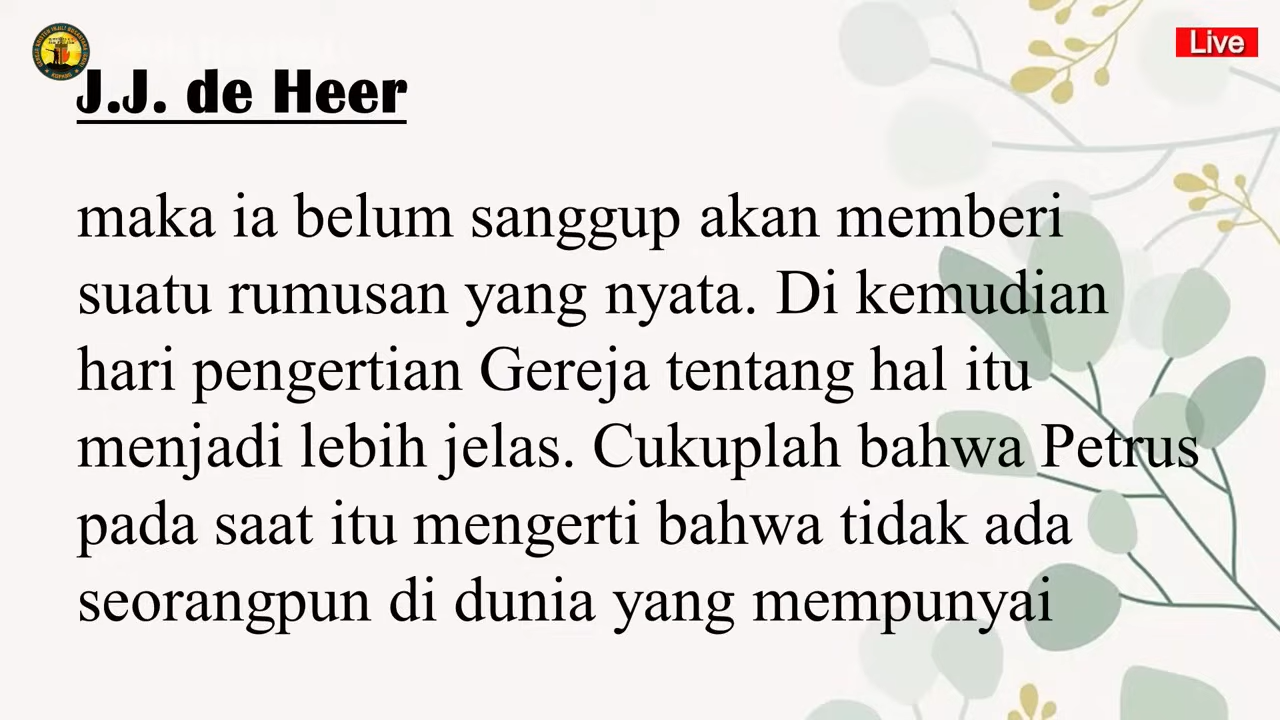 J.J. de Heer
Live
maka ia belum sanggup akan memberi
suatu rumusan yang nyata. Di kemudian
hari pengertian Gereja tentang hal itu
menjadi lebih jelas. Cukuplah bahwa Petrus
pada saat itu mengerti bahwa tidak ada
seorangpun di dunia yang mempunyai